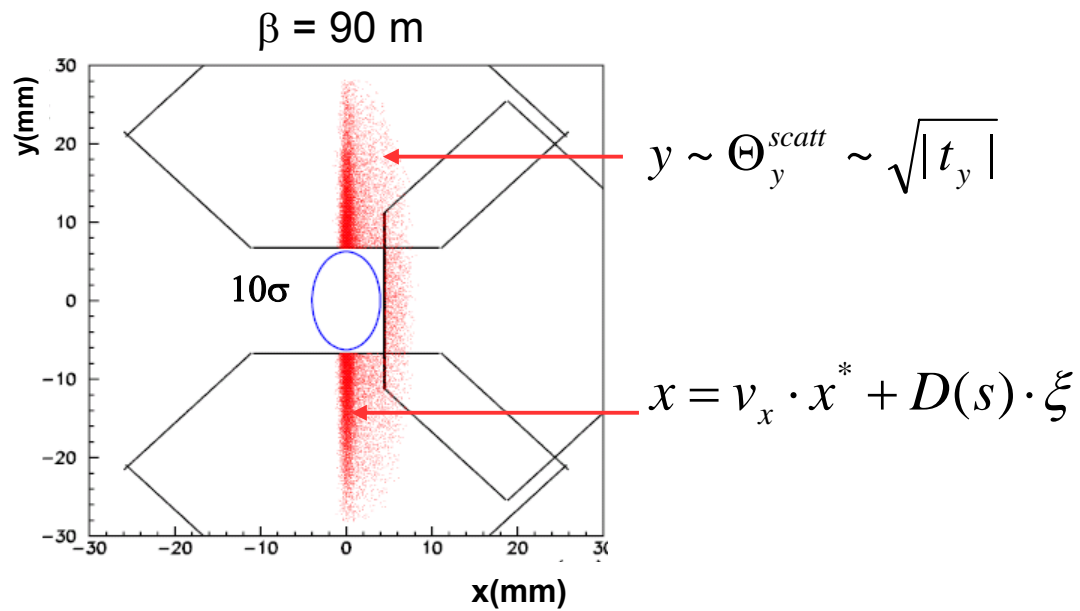 β = 90 m
y(mm)
30
20
10
0
−10
−20
−30
10σ
y ~ Θ_y^{scatt} ~ √|t_y|
x = v_x · x^* + D(s) · ξ
−30 −20 −10 0 10 20
x(mm)